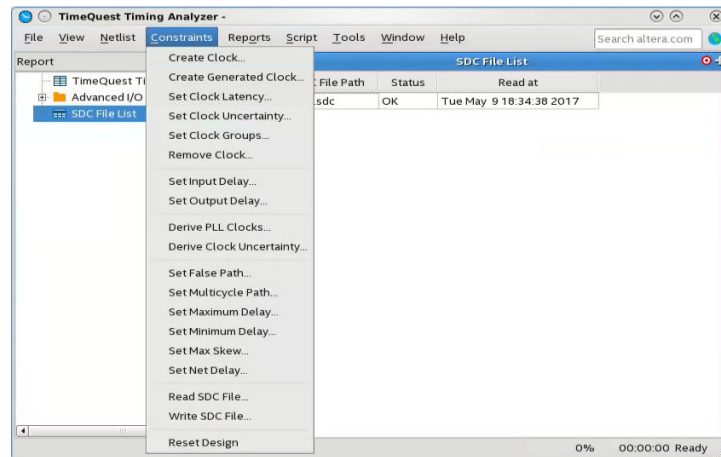 TimeQuest Timing Analyzer -
File View Netlist Constraints Reports Script Tools Window Help Search altera.com
Report
TimeQuest Ti
Advanced I/O
SDC File List
Create Clock...
Create Generated Clock...
Set Clock Latency...
Set Clock Uncertainty...
Set Clock Groups...
Remove Clock...
Set Input Delay...
Set Output Delay...
Derive PLL Clocks...
Derive Clock Uncertainty...
Set False Path...
Set Multicycle Path...
Set Maximum Delay...
Set Minimum Delay...
Set Max Skew...
Set Net Delay...
Read SDC File...
Write SDC File...
Reset Design
SDC File List
File Path Status Read at
.sdc OK Tue May 9 18:34:38 2017
0% 00:00:00 Ready